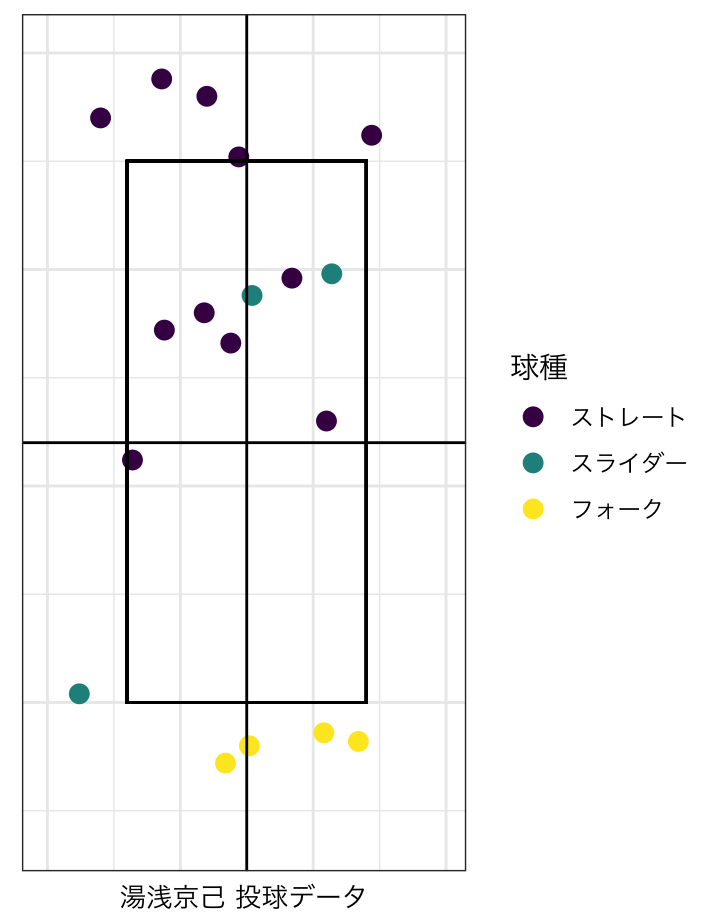 球種
ストレート
スライダー
フォーク
湯浅京己 投球データ